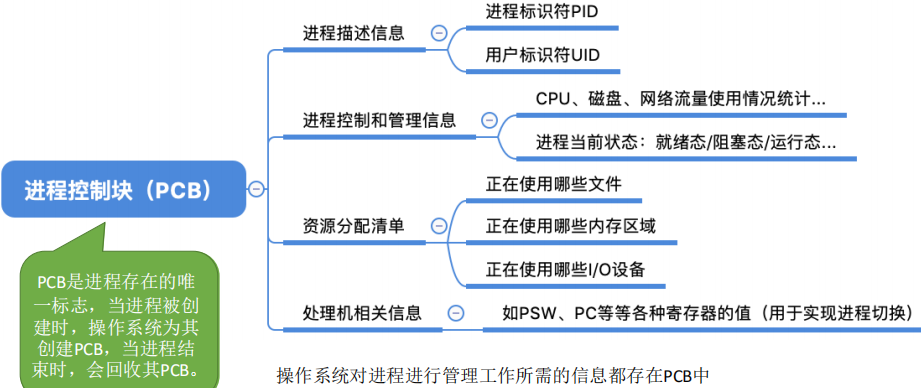 进程控制块（PCB）
进程描述信息
进程标识符PID
用户标识符UID
进程控制和管理信息
CPU、磁盘、网络流量使用情况统计...
进程当前状态：就绪态/阻塞态/运行态...
资源分配清单
正在使用哪些文件
正在使用哪些内存区域
正在使用哪些I/O设备
处理机相关信息
如PSW、PC等等各种寄存器的值（用于实现进程切换）
PCB是进程存在的唯
一标志，当进程被创
建时，操作系统为其
创建PCB，当进程结
束时，会回收其PCB。
操作系统对进程进行管理工作所需的信息都存在PCB中